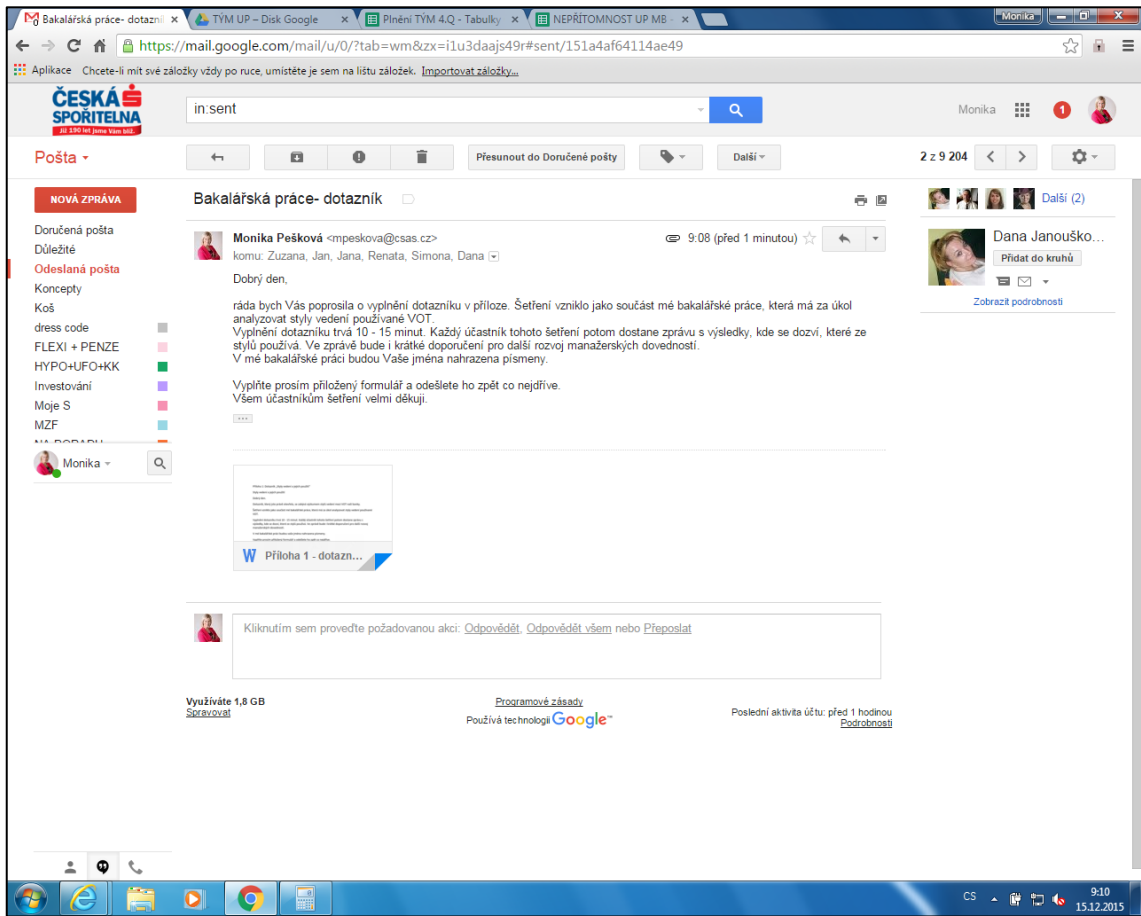 Bakalářská práce- dotazní
TÝM UP – Disk Google
Plnění TÝM 4.Q - Tabulky
NEPŘÍTOMNOST UP MB -
Monika
https://mail.google.com/mail/u/0/?tab=wm&zx=i1u3daajs49r#sent/151a4af64114ae49
Aplikace Chcete-li mít své záložky vždy po ruce, umístěte je sem na lištu záložek. Importovat záložky...
ČESKÁ
SPOŘITELNA
Již 190 let jsme Vám blíž.
in:sent
Monika
1
Pošta
Přesunout do Doručené pošty
Další
2 z 9 204
NOVÁ ZPRÁVA
Doručená pošta
Důležité
Odeslaná pošta
Koncepty
Koš
dress code
FLEXI + PENZE
HYPO+UFO+KK
Investování
Moje S
MZF
Monika
Bakalářská práce- dotazník
Monika Pešková <mpeskova@csas.cz>
9:08 (před 1 minutou)
komu: Zuzana, Jan, Jana, Renata, Simona, Dana
Dobrý den,
ráda bych Vás poprosila o vyplnění dotazníku v příloze. Šetření vzniklo jako součást mé bakalářské práce, která má za úkol
analyzovat styly vedení používané VOT.
Vyplnění dotazníku trvá 10 - 15 minut. Každý účastník tohoto šetření potom dostane zprávu s výsledky, kde se dozví, které ze
stylů používá. Ve zprávě bude i krátké doporučení pro další rozvoj manažerských dovedností.
V mé bakalářské práci budou Vaše jména nahrazena písmeny.
Vyplňte prosím přiložený formulář a odešlete ho zpět co nejdříve.
Všem účastníkům šetření velmi děkuji.
W Příloha 1 - dotazn...
Kliknutím sem proveďte požadovanou akci: Odpovědět, Odpovědět všem nebo Přeposlat
Využíváte 1,8 GB
Spravovat
Programové zásady
Používá technologii Google™
Poslední aktivita účtu: před 1 hodinou
Podrobnosti
Další (2)
Dana Janouško...
Přidat do kruhů
Zobrazit podrobnosti
CS
9:10
15.12.2015